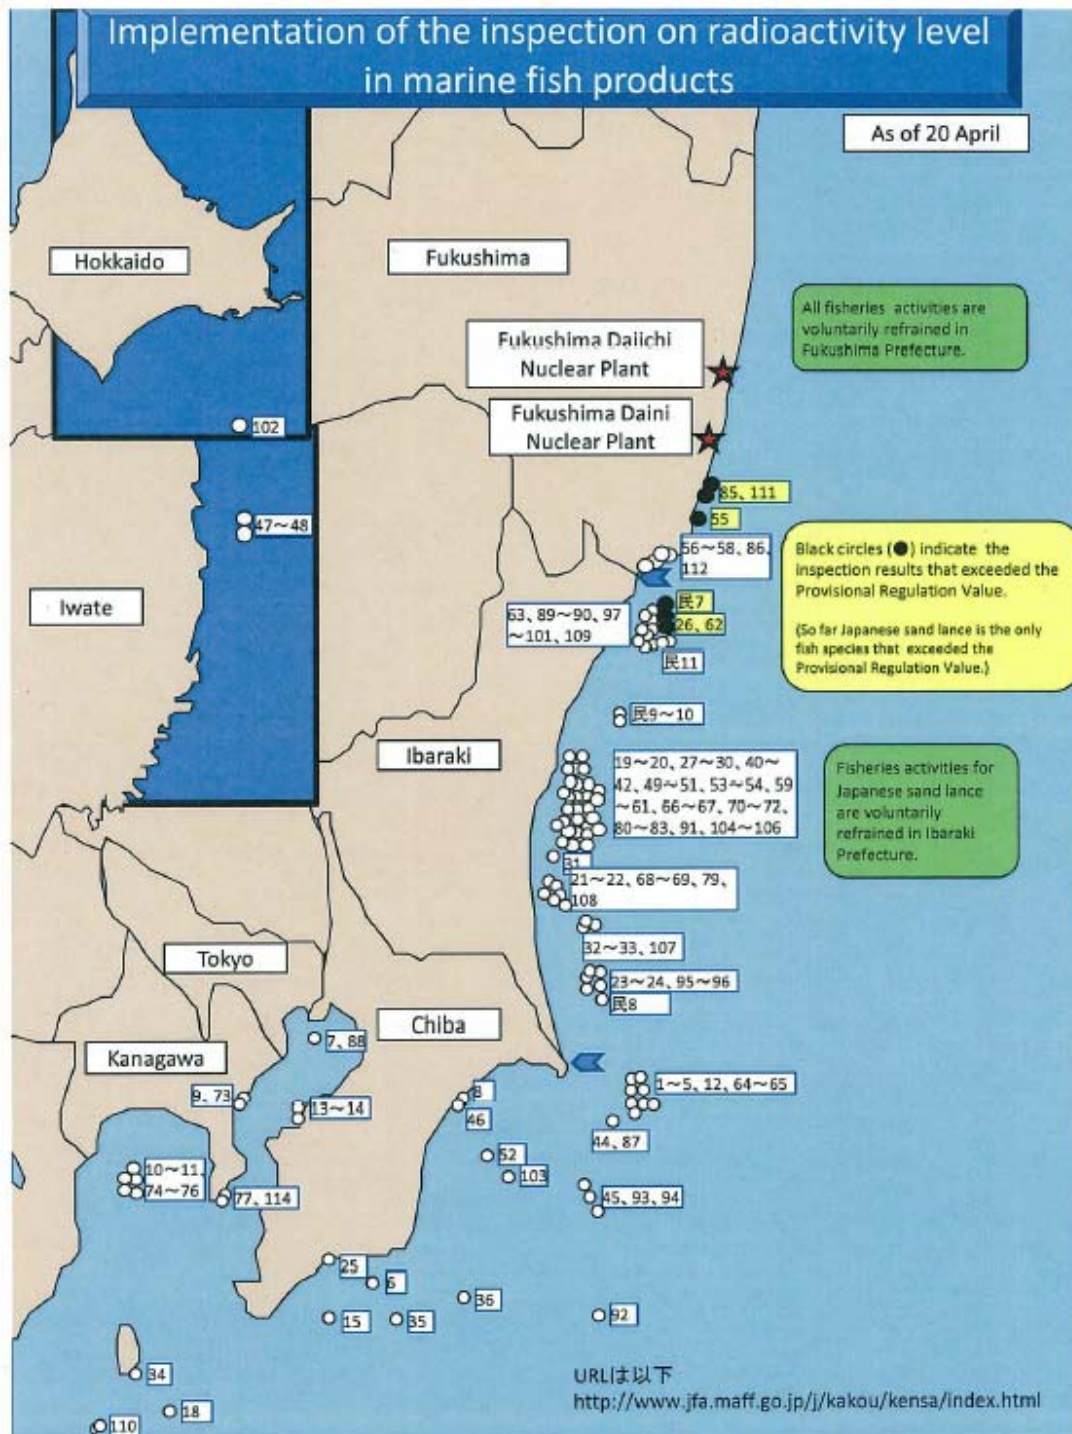 Implementation of the inspection on radioactivity level
in marine fish products
As of 20 April
Hokkaido
Fukushima
All fisheries activities are
voluntarily refrained in
Fukushima Prefecture.
Fukushima Daiichi
Nuclear Plant
Fukushima Daini
Nuclear Plant
102
85、111
47～48
55
56～58、86、
112
Black circles (●) indicate the
inspection results that exceeded the
Provisional Regulation Value.
(So far Japanese sand lance is the only
fish species that exceeded the
Provisional Regulation Value.)
Iwate
民7
63、89～90、97
～101、109
26、62
民11
民9～10
Ibaraki
19～20、27～30、40～
42、49～51、53～54、59
～61、66～67、70～72、
80～83、91、104～106
Fisheries activities for
Japanese sand lance
are voluntarily
refrained in Ibaraki
Prefecture.
31
21～22、68～69、79、
108
32～33、107
Tokyo
23～24、95～96
民8
Chiba
7、88
Kanagawa
1～5、12、64～65
9、73
8
13～14
46
44、87
52
10～11、
74～76
103
77、114
45、93、94
25
6
36
15
35
92
34
18
110
URLは以下
http://www.jfa.maff.go.jp/j/kakou/kensa/index.html